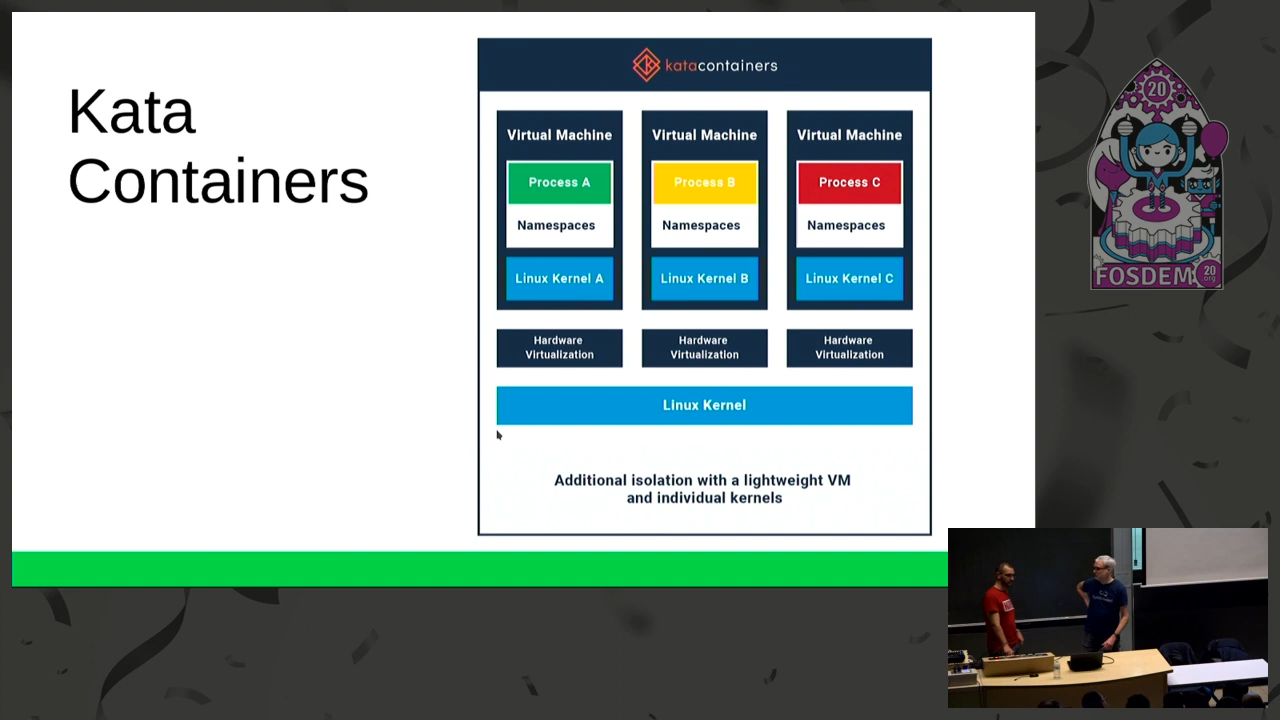 Kata
Containers
katacontainers
Virtual Machine
Process A
Namespaces
Linux Kernel A
Virtual Machine
Process B
Namespaces
Linux Kernel B
Virtual Machine
Process C
Namespaces
Linux Kernel C
Hardware
Virtualization
Hardware
Virtualization
Hardware
Virtualization
Linux Kernel
Additional isolation with a lightweight VM
and individual kernels
20
FOSDEM
20
org